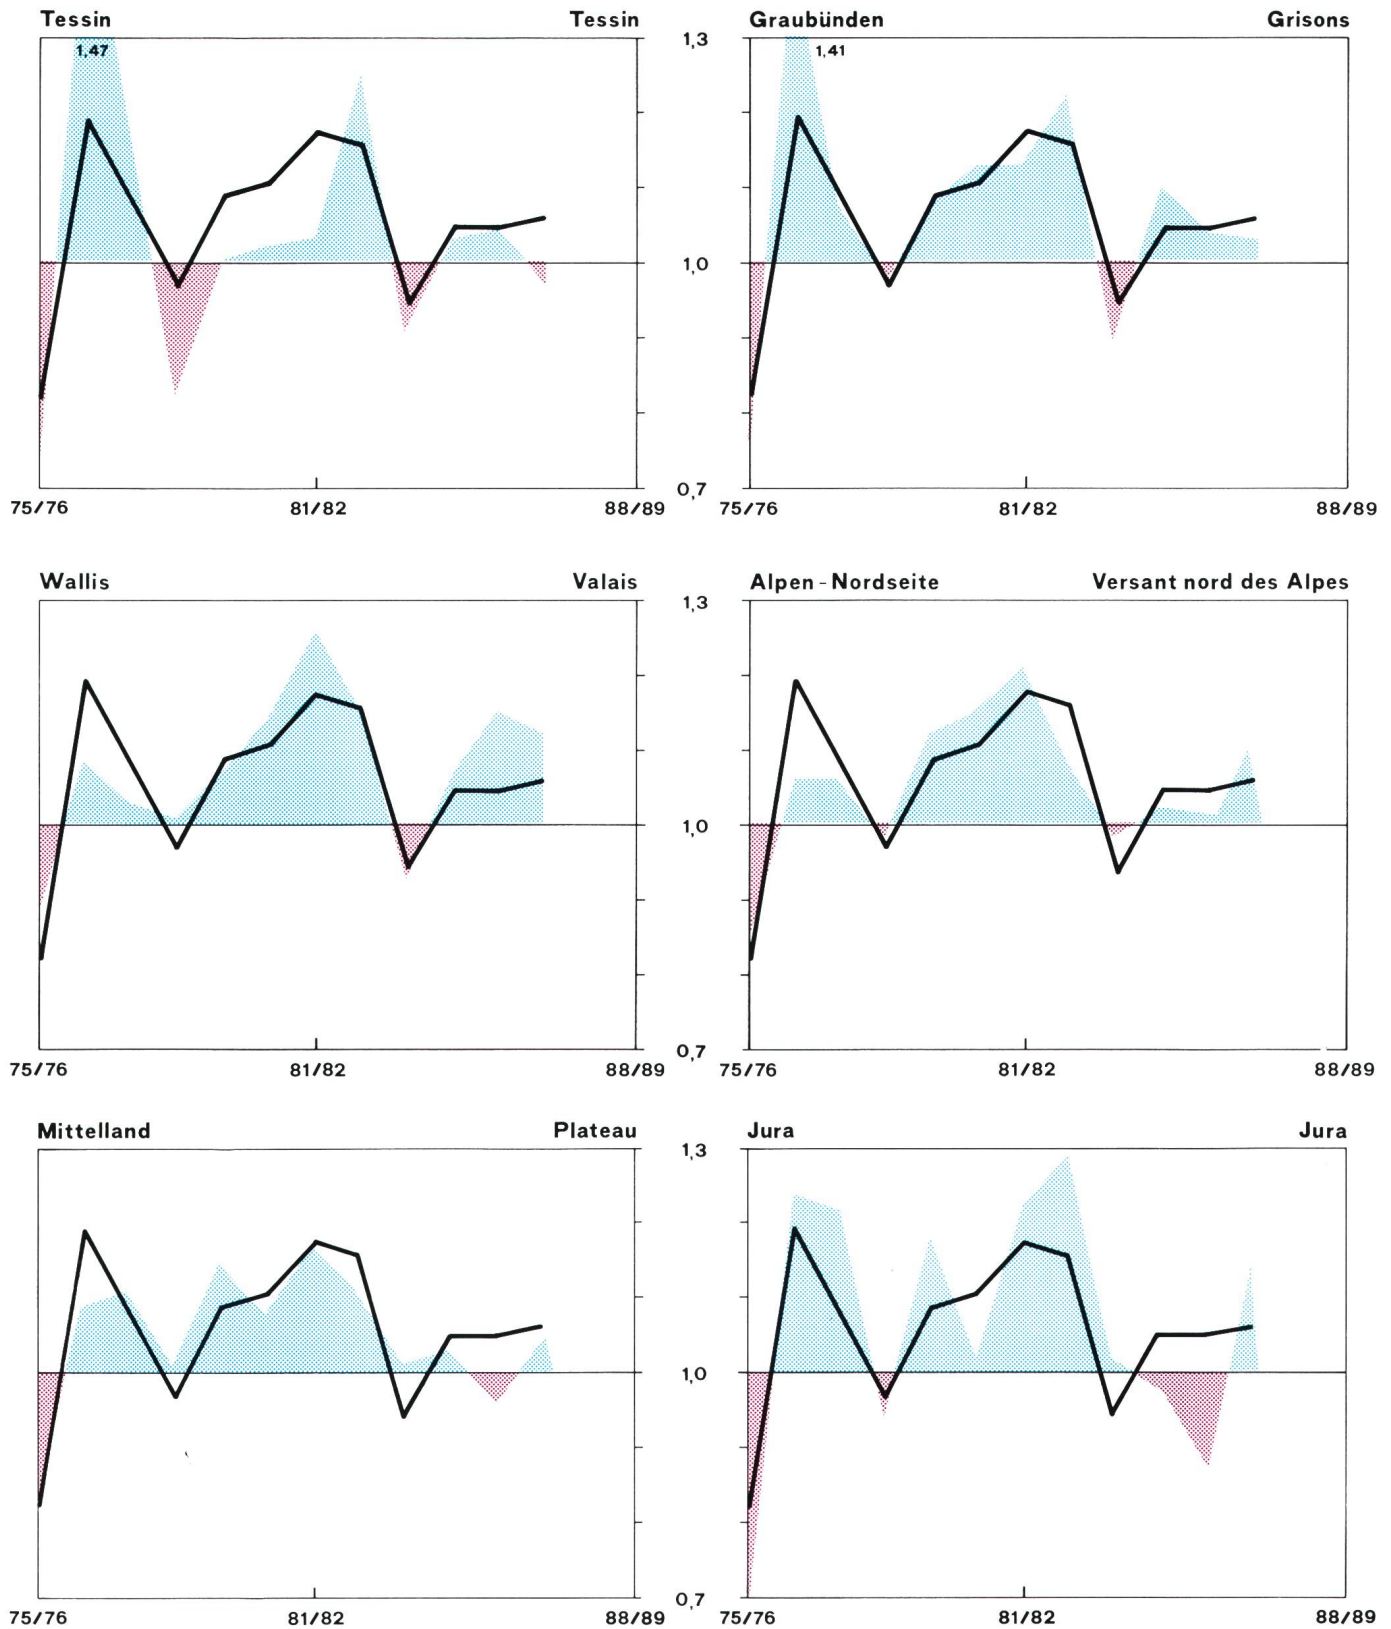 Tessin Tessin
Graubünden Grisons
1,47
1,3
1,41
1,0
0,7
75/76 81/82 88/89
75/76 81/82 88/89
Wallis Valais
Alpen-Nordseite Versant nord des Alpes
1,3
1,0
0,7
75/76 81/82 88/89
75/76 81/82 88/89
Mittelland Plateau
Jura Jura
1,3
1,0
0,7
75/76 81/82 88/89
75/76 81/82 88/89